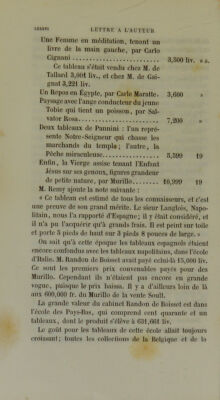 LETTRE A L'AUTEUR.
Une Femme en méditation, tenant un
livre de la main gauche, par Carlo
Cignani 3,300 liv. » s.
Ce tableau s'était vendu chez M. de
Tallard 3,001 liv., et chez M. de Gai-
gnat 3,221 liv.
Un Repos en Égypte, par Carlo Maratte. 3,600 »
Paysage avec l'ange conducteur du jeune
Tobie qui tient un poisson, par Sal-
vator Rosa 7,200 »
Deux tableaux de Pannini : l'un repré-
sente Notre-Seigneur qui chasse les
marchands du temple ; l'autre, la
Pêche miraculeuse 5,599 19
Enfin, la Vierge assise tenant l'Enfant
Jésus sur ses genoux, figures grandeur
de petite nature, par Murillo 10,999 19
M. Remy ajoute la note suivante :
« Ce tableau est estimé de tous les connaisseurs, et c'est
une preuve de son grand mérite. Le sieur Langlois, Napo-
litain, nous l'a rapporté d'Espagne ; il y était considéré, et
il n'a pu l'acquérir qu'à grands frais. Il est peint sur toile
et porte 5 pieds de haut sur 3 pieds 8 pouces de large. »
On sait qu'à cette époque les tableaux espagnols étaient
encore confondus avec les tableaux napolitains, dans l'école
d'Italie. M. Randon de Boisset avait payé celui-là 15,000 liv.
Ce sont les premiers prix convenables payés pour des
Murillo. Cependant ils n'étaient pas encore en grande
vogue, puisque le prix baissa. Il y a d'ailleurs loin de là
aux 600,000 fr. du Murillo de la vente Soult.
La grande valeur du cabinet Randon de Boisset est dans
l'école des Pays-Bas, qui comprend cent quarante et un
tableaux, dont le produit s'élève à 631,661 liv.
Le goût pour les tableaux de cette école allait toujours
croissant ; toutes les collections de la Belgique et de la